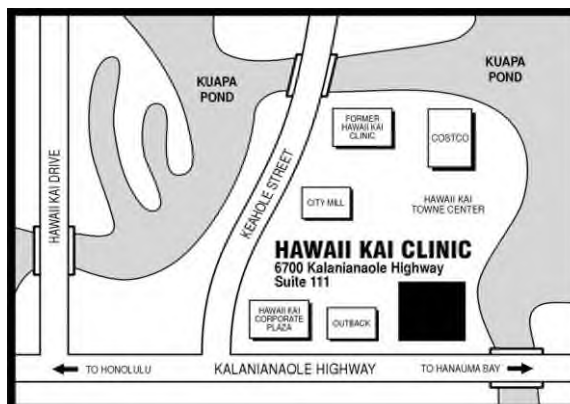 KUAPA
POND
KUAPA
POND
FORMER
HAWAII KAI
CLINIC
COSTCO
HAWAII KAI DRIVE
KEAHOLE STREET
CITY MILL
HAWAII KAI
TOWNE CENTER
HAWAII KAI CLINIC
6700 Kalanianaole Highway
Suite 111
HAWAII KAI
CORPORATE
PLAZA
OUTBACK
TO HONOLULU
KALANIANAOLE HIGHWAY
TO HANAUMA BAY